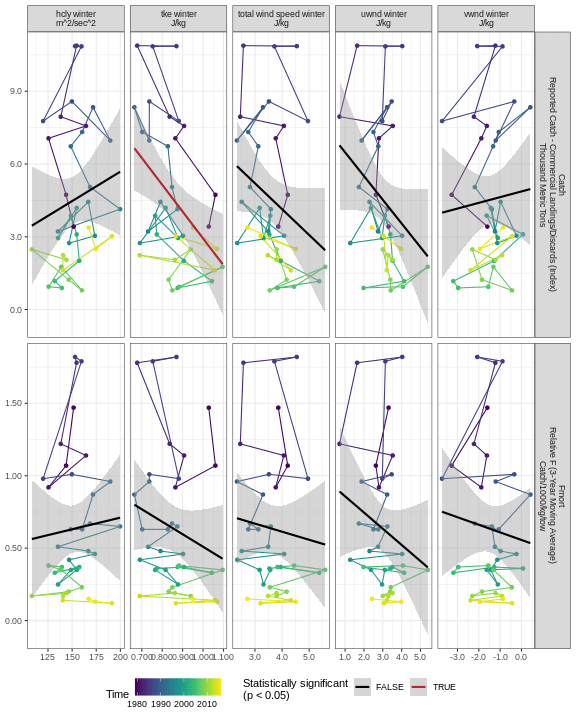 hcly winter
m^2/sec^2
tke winter
J/kg
total wind speed winter
J/kg
uwnd winter
J/kg
vwnd winter
J/kg
9.0
6.0
3.0
0.0
Catch
Reported Catch - Commercial Landings/Discards (Index)
Thousand Metric Tons
1.50
1.00
0.50
0.00
Fmort
Relative F (3-Year Moving Average)
Catch/1000/kg/tow
125 150 175 200
0.700 0.800 0.900 1.000 1.100
3.0 4.0 5.0
1.0 2.0 3.0 4.0 5.0
-3.0 -2.0 -1.0 0.0
Time
1980 1990 2000 2010
Statistically significant
(p < 0.05)
FALSE
TRUE